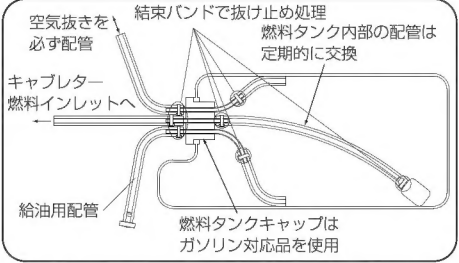 空気抜きを
必ず配管
結束バンドで抜け止め処理
燃料タンク内部の配管は
定期的に交換
キャブレター
燃料インレットへ
給油用配管
燃料タンクキャップは
ガソリン対応品を使用